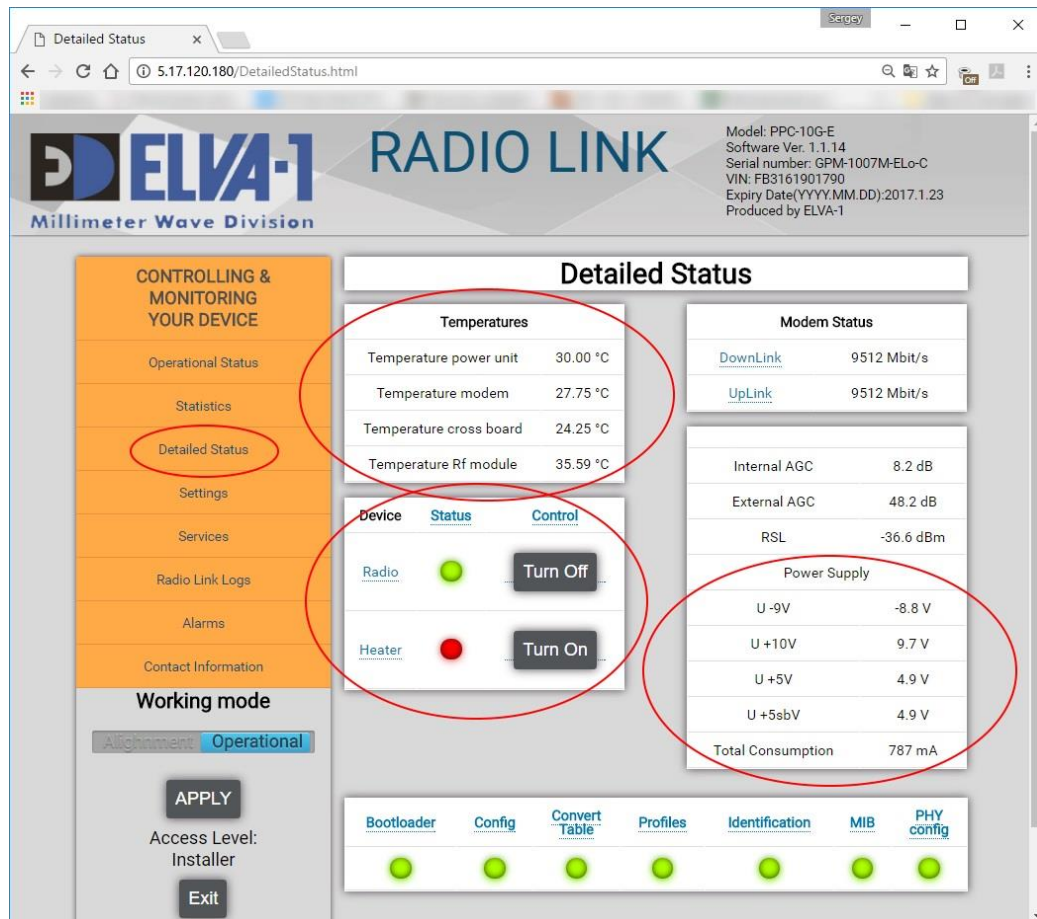 Sergey
Detailed Status
5.17.120.180/DetailedStatus.html
Off
ELVA-1
Millimeter Wave Division
RADIO LINK
Model: PPC-10G-E
Software Ver. 1.1.14
Serial number: GPM-1007M-ELo-C
VIN: FB3161901790
Expiry Date(YYYY.MM.DD):2017.1.23
Produced by ELVA-1
CONTROLLING &
MONITORING
YOUR DEVICE
Operational Status
Statistics
Detailed Status
Settings
Services
Radio Link Logs
Alarms
Contact Information
Working mode
Alighnment Operational
APPLY
Access Level:
Installer
Exit
Detailed Status
Temperatures
Temperature power unit 30.00 °C
Temperature modem 27.75 °C
Temperature cross board 24.25 °C
Temperature Rf module 35.59 °C
Device Status Control
Radio Turn Off
Heater Turn On
Modem Status
DownLink 9512 Mbit/s
UpLink 9512 Mbit/s
Internal AGC 8.2 dB
External AGC 48.2 dB
RSL -36.6 dBm
Power Supply
U -9V -8.8 V
U +10V 9.7 V
U +5V 4.9 V
U +5sbV 4.9 V
Total Consumption 787 mA
Bootloader Config Convert Table Profiles Identification MIB PHY config